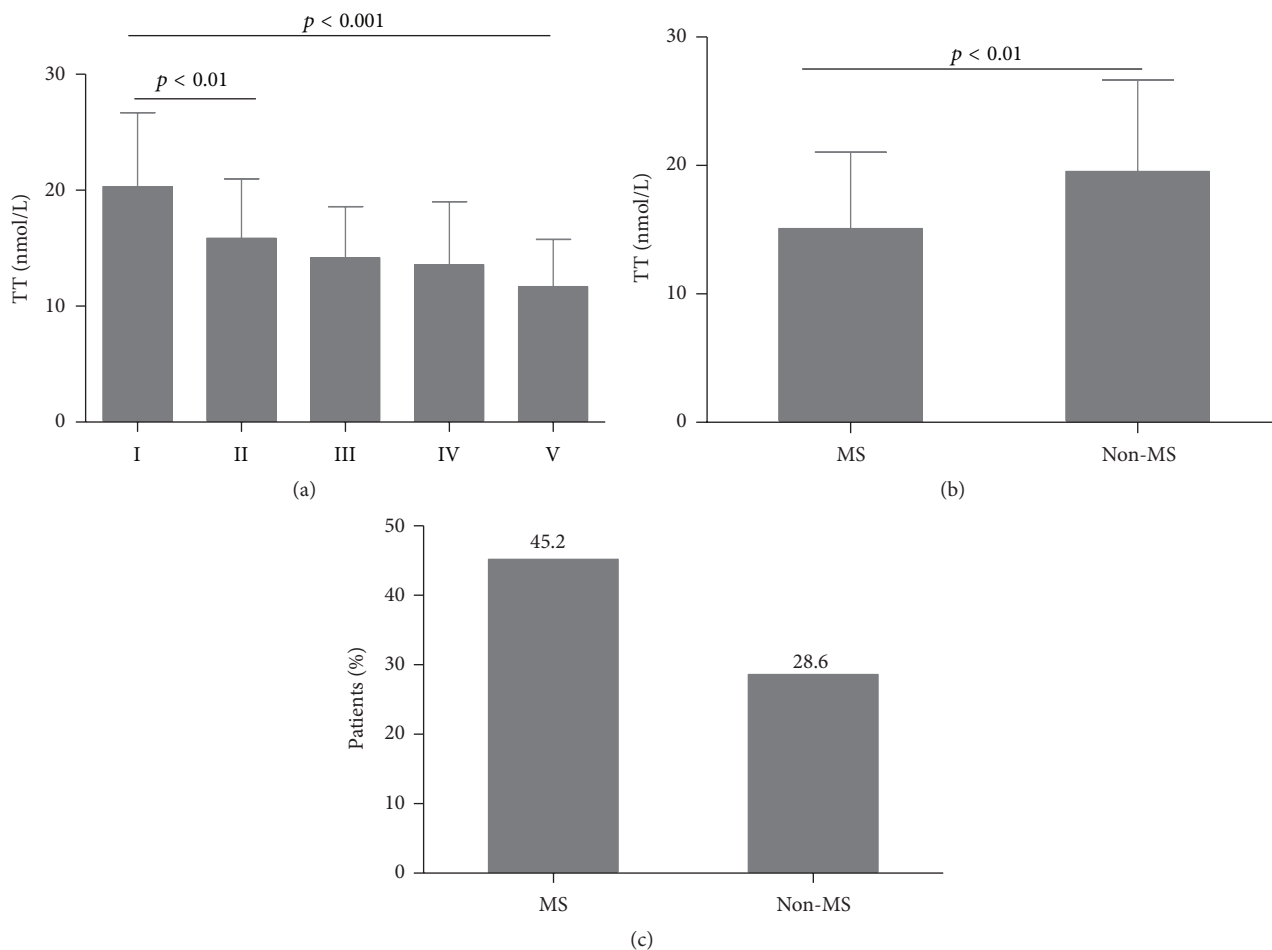 p < 0.001
p < 0.01
30
20
10
0
TT (nmol/L)
I II III IV V
(a)
p < 0.01
30
20
10
0
TT (nmol/L)
MS Non-MS
(b)
50
40
30
20
10
0
Patients (%)
45.2
28.6
MS Non-MS
(c)